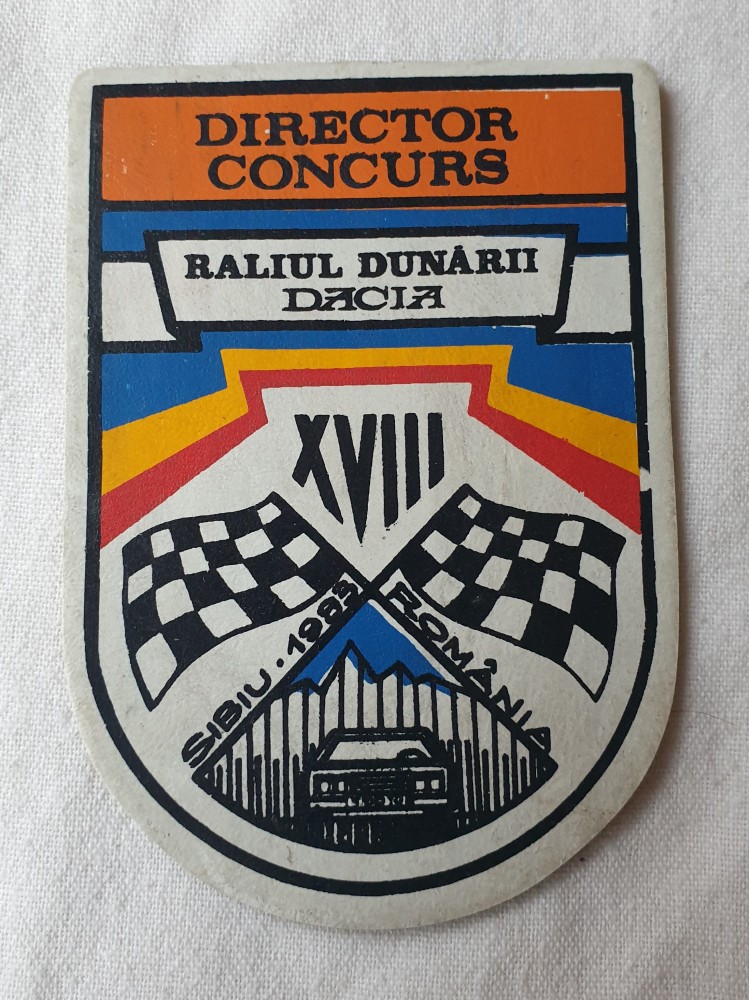 DIRECTOR
CONCURS
RALIUL DUNĂRII
DACIA
XVIII
SIBIU · 1983
ROMÂNIA